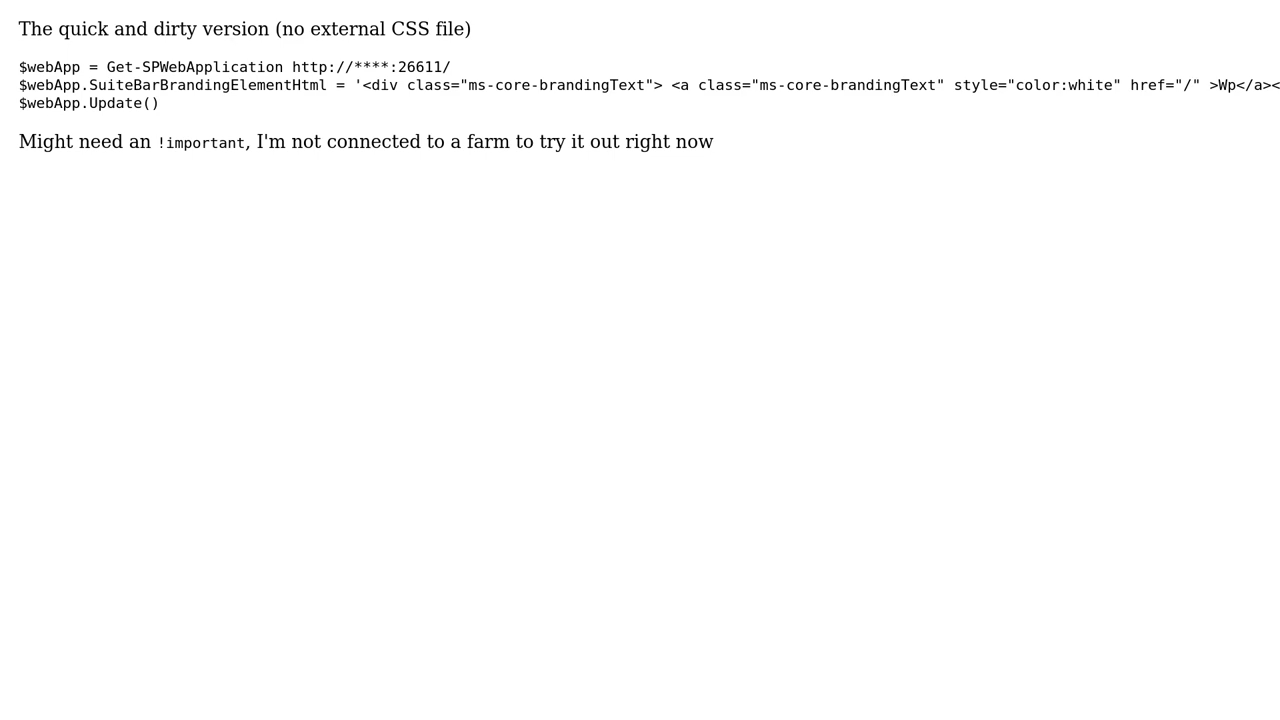 The quick and dirty version (no external CSS file)
$webApp = Get-SPWebApplication http://****:26611/
$webApp.SuiteBarBrandingElementHtml = '<div class="ms-core-brandingText"> <a class="ms-core-brandingText" style="color:white" href="/" >Wp</a><
$webApp.Update()
Might need an !important, I'm not connected to a farm to try it out right now